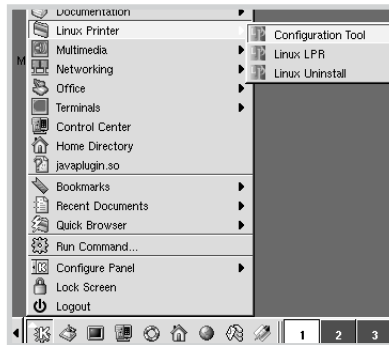 Documentation
Linux Printer
Multimedia
M
Networking
Office
Terminals
Control Center
Home Directory
javaplugin.so
Bookmarks
Recent Documents
Quick Browser
Run Command...
Configure Panel
Lock Screen
Logout
Configuration Tool
Linux LPR
Linux Uninstall
1 2 3